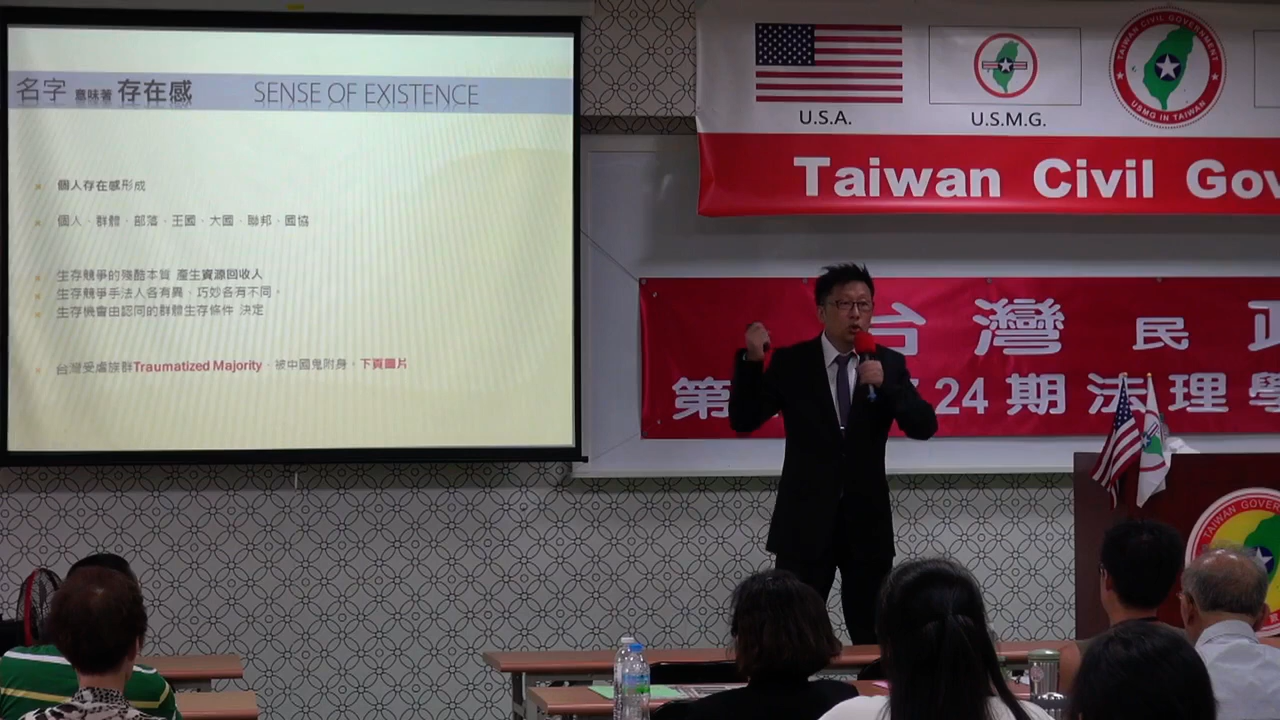 名字 意味著 存在感 SENSE OF EXISTENCE
個人存在感形成
個人、群體、部落、王國、大國、聯邦、國協
生存競爭的殘酷本質 產生資源回收人
生存競爭手法人各有異、巧妙各有不同。
生存機會由認同的群體生存條件 決定
台灣受虐族群Traumatized Majority，被中國鬼附身，下頁圖片
U.S.A.
U.S.M.G.
TAIWAN CIVIL GOVERNMENT
USMG IN TAIWAN
Taiwan Civil Gov
台灣民政
第
24期法理學
TAIWAN GOVER